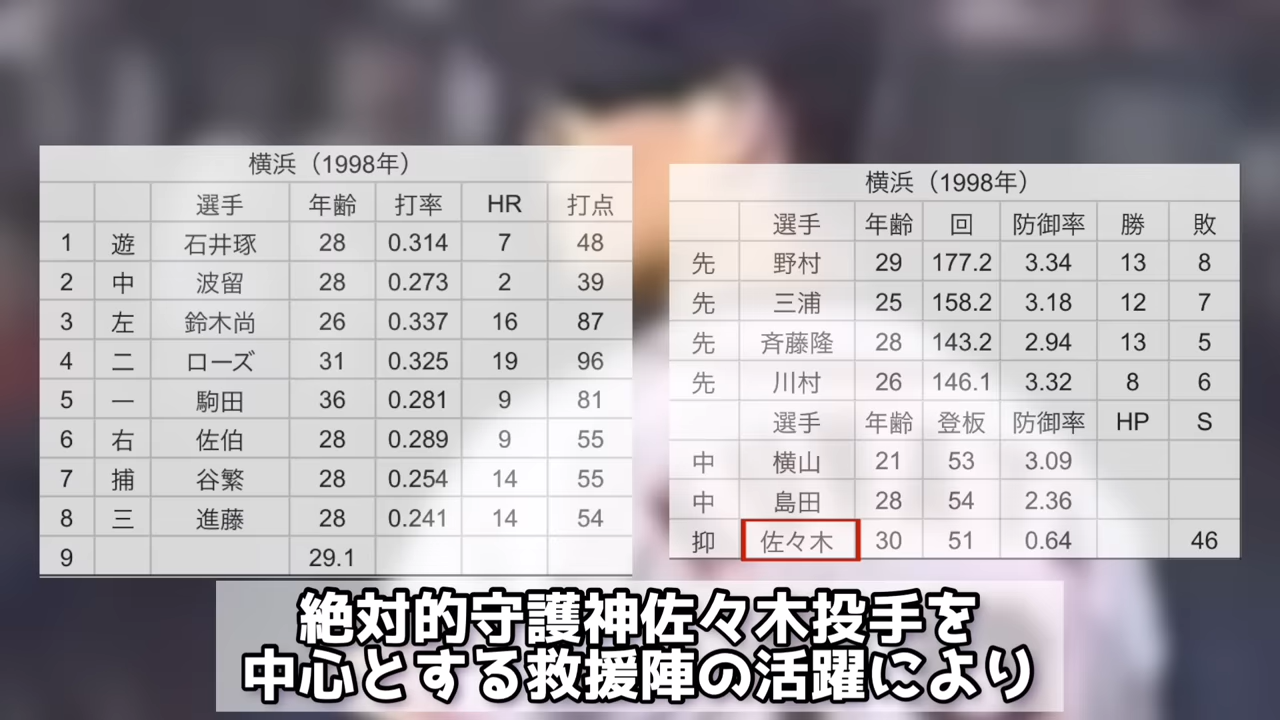 横浜（1998年）
選手 年齢 打率 HR 打点
1 遊 石井琢 28 0.314 7 48
2 中 波留 28 0.273 2 39
3 左 鈴木尚 26 0.337 16 87
4 二 ローズ 31 0.325 19 96
5 一 駒田 36 0.281 9 81
6 右 佐伯 28 0.289 9 55
7 捕 谷繁 28 0.254 14 55
8 三 進藤 28 0.241 14 54
9 29.1
横浜（1998年）
選手 年齢 回 防御率 勝 敗
先 野村 29 177.2 3.34 13 8
先 三浦 25 158.2 3.18 12 7
先 斉藤隆 28 143.2 2.94 13 5
先 川村 26 146.1 3.32 8 6
選手 年齢 登板 防御率 HP S
中 横山 21 53 3.09
中 島田 28 54 2.36
抑 佐々木 30 51 0.64 46
絶対的守護神佐々木投手を
中心とする救援陣の活躍により